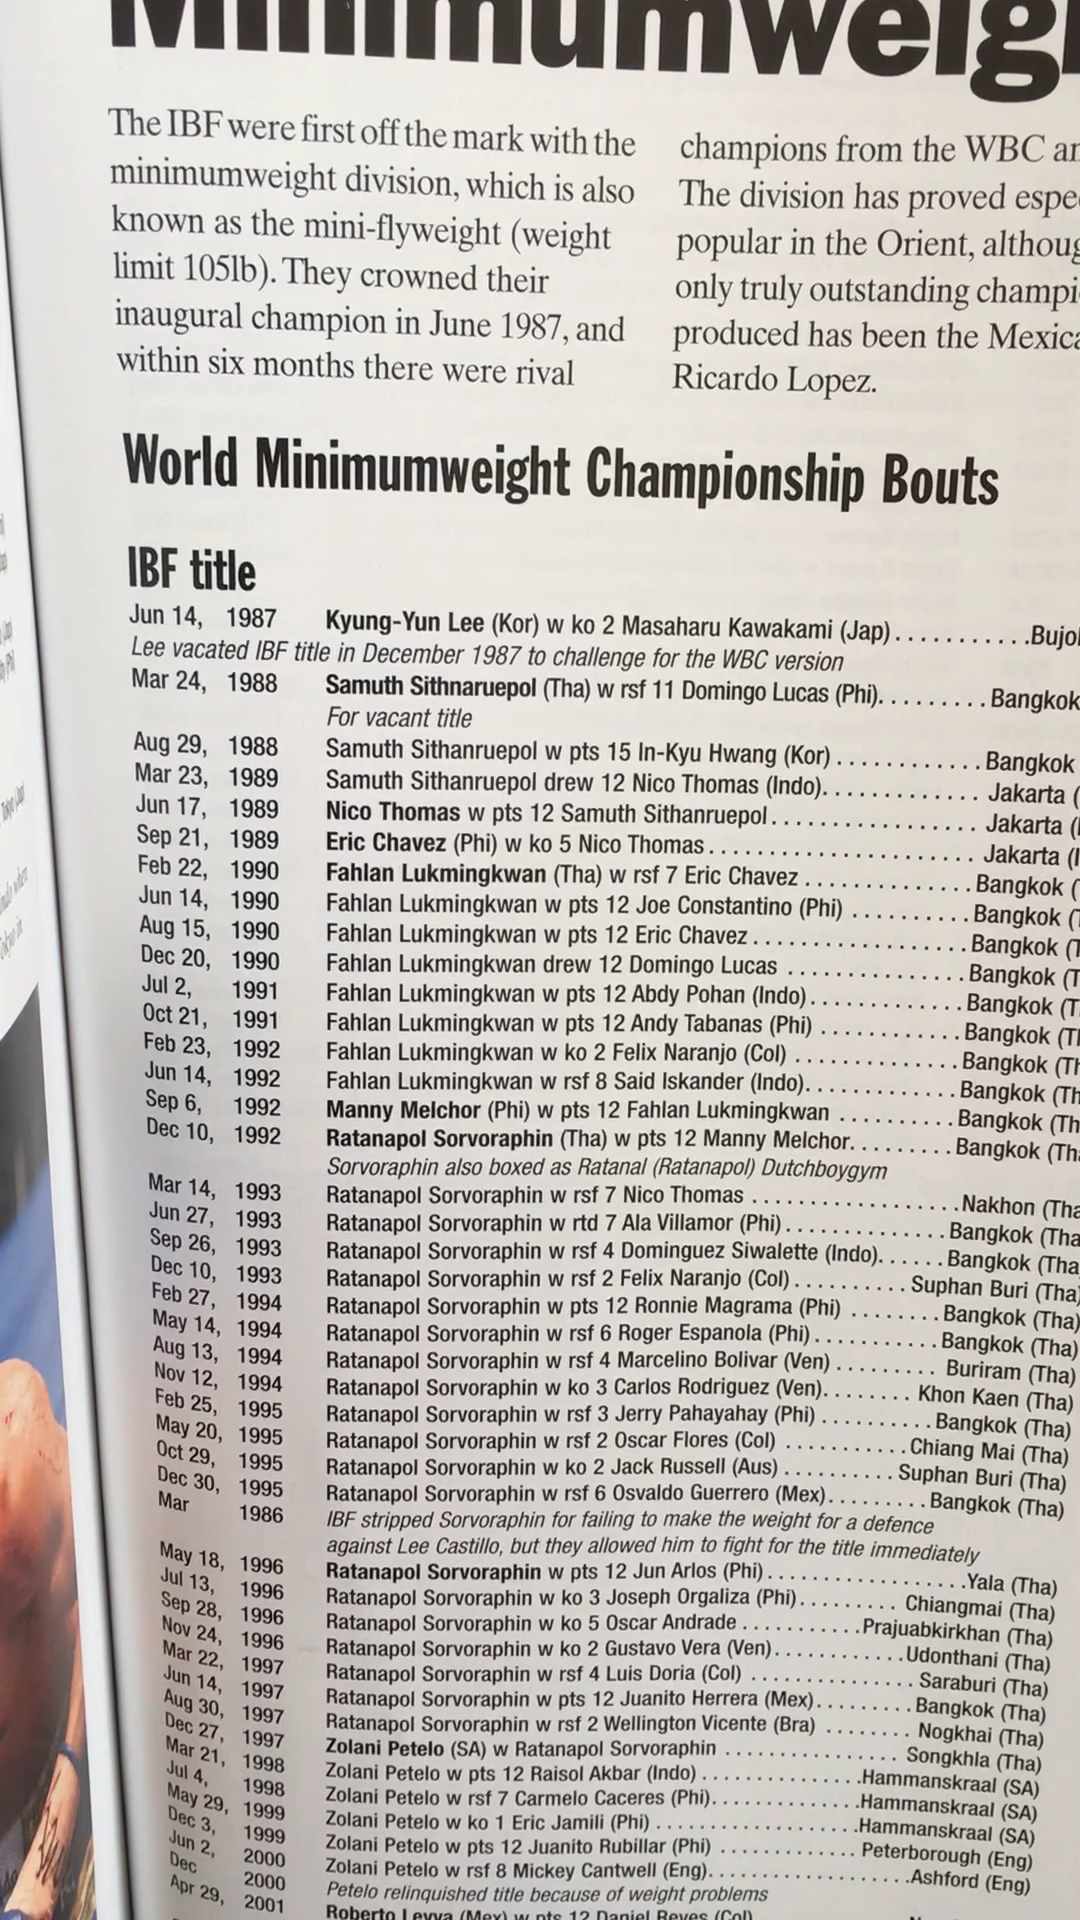 Minimumweig
The IBF were first off the mark with the
minimumweight division, which is also
known as the mini-flyweight (weight
limit 105lb). They crowned their
inaugural champion in June 1987, and
within six months there were rival
champions from the WBC
The division has proved
popular in the Orient,
only truly outstanding
produced has been the
Ricardo Lopez.
World Minimumweight Championship Bouts
IBF title
Jun 14, 1987 Kyung-Yun Lee (Kor) w ko 2 Masaharu Kawakami (Jap)...........
Lee vacated IBF title in December 1987 to challenge for the WBC version
Mar 24, 1988 Samuth Sithnaruepol (Tha) w rsf 11 Domingo Lucas (Phi)......... Bangkok
For vacant title
Aug 29, 1988 Samuth Sithanruepol w pts 15 In-Kyu Hwang (Kor)............ Bangkok
Mar 23, 1989 Samuth Sithanruepol drew 12 Nico Thomas (Indo)............. Jakarta (
Jun 17, 1989 Nico Thomas w pts 12 Samuth Sithanruepol................. Jakarta (
Sep 21, 1989 Eric Chavez (Phi) w ko 5 Nico Thomas...................... Jakarta (I
Feb 22, 1990 Fahlan Lukmingkwan (Tha) w rsf 7 Eric Chavez.............. Bangkok (
Jun 14, 1990 Fahlan Lukmingkwan w pts 12 Joe Constantino (Phi).......... Bangkok (T
Aug 15, 1990 Fahlan Lukmingkwan w pts 12 Eric Chavez.................. Bangkok (T
Dec 20, 1990 Fahlan Lukmingkwan drew 12 Domingo Lucas............... Bangkok (T
Jul 2, 1991 Fahlan Lukmingkwan w pts 12 Abdy Pohan (Indo)............. Bangkok (T
Oct 21, 1991 Fahlan Lukmingkwan w pts 12 Andy Tabanas (Phi)............ Bangkok (Th
Feb 23, 1992 Fahlan Lukmingkwan w ko 2 Felix Naranjo (Col).............. Bangkok (Th
Jun 14, 1992 Fahlan Lukmingkwan w rsf 8 Said Iskander (Indo)............. Bangkok (Th
Sep 6, 1992 Manny Melchor (Phi) w pts 12 Fahlan Lukmingkwan.......... Bangkok (Th
Dec 10, 1992 Ratanapol Sorvoraphin (Tha) w pts 12 Manny Melchor......... Bangkok (Tha
Sorvoraphin also boxed as Ratanal (Ratanapol) Dutchboygym
Mar 14, 1993 Ratanapol Sorvoraphin w rsf 7 Nico Thomas.................. Nakhon (Tha
Jun 27, 1993 Ratanapol Sorvoraphin w rtd 7 Ala Villamor (Phi).............. Bangkok (Tha
Sep 26, 1993 Ratanapol Sorvoraphin w rsf 4 Dominguez Siwalette (Indo)...... Bangkok (Tha
Dec 10, 1993 Ratanapol Sorvoraphin w rsf 2 Felix Naranjo (Col)......... Suphan Buri (Tha)
Feb 27, 1994 Ratanapol Sorvoraphin w pts 12 Ronnie Magrama (Phi)........ Bangkok (Tha)
May 14, 1994 Ratanapol Sorvoraphin w rsf 6 Roger Espanola (Phi)........... Bangkok (Tha)
Aug 13, 1994 Ratanapol Sorvoraphin w rsf 4 Marcelino Bolivar (Ven)......... Buriram (Tha)
Nov 12, 1994 Ratanapol Sorvoraphin w ko 3 Carlos Rodriguez (Ven)........ Khon Kaen (Tha)
Feb 25, 1995 Ratanapol Sorvoraphin w rsf 3 Jerry Pahayahay (Phi).......... Bangkok (Tha)
May 20, 1995 Ratanapol Sorvoraphin w rsf 2 Oscar Flores (Col)........... Chiang Mai (Tha)
Oct 29, 1995 Ratanapol Sorvoraphin w ko 2 Jack Russell (Aus).......... Suphan Buri (Tha)
Dec 30, 1995 Ratanapol Sorvoraphin w rsf 6 Osvaldo Guerrero (Mex)......... Bangkok (Tha)
Mar 1986 IBF stripped Sorvoraphin for failing to make the weight for a defence
against Lee Castillo, but they allowed him to fight for the title immediately
May 18, 1996 Ratanapol Sorvoraphin w pts 12 Jun Arlos (Phi).................. Yala (Tha)
Jul 13, 1996 Ratanapol Sorvoraphin w ko 3 Joseph Orgaliza (Phi)......... Chiangmai (Tha)
Sep 28, 1996 Ratanapol Sorvoraphin w ko 5 Oscar Andrade........... Prajuabkirkhan (Tha)
Nov 24, 1996 Ratanapol Sorvoraphin w ko 2 Gustavo Vera (Ven)............ Udonthani (Tha)
Mar 22, 1997 Ratanapol Sorvoraphin w rsf 4 Luis Doria (Col)............... Saraburi (Tha)
Jun 14, 1997 Ratanapol Sorvoraphin w pts 12 Juanito Herrera (Mex)......... Bangkok (Tha)
Aug 30, 1997 Ratanapol Sorvoraphin w rsf 2 Wellington Vicente (Bra)........ Nogkhai (Tha)
Dec 27, 1997 Zolani Petelo (SA) w Ratanapol Sorvoraphin................ Songkhla (Tha)
Mar 21, 1998 Zolani Petelo w pts 12 Raisol Akbar (Indo).............. Hammanskraal (SA)
Jul 4, 1998 Zolani Petelo w rsf 7 Carmelo Caceres (Phi)............. Hammanskraal (SA)
May 29, 1999 Zolani Petelo w ko 1 Eric Jamili (Phi)................... Hammanskraal (SA)
Dec 3, 1999 Zolani Petelo w pts 12 Juanito Rubillar (Phi)............. Peterborough (Eng)
Jun 2, 2000 Zolani Petelo w rsf 8 Mickey Cantwell (Eng)..................... Ashford (Eng)
Dec 2000 Petelo relinquished title because of weight problems
Apr 29, 2001 Roberto Leyva (Mex) w pts 12 Daniel Reyes (Col)